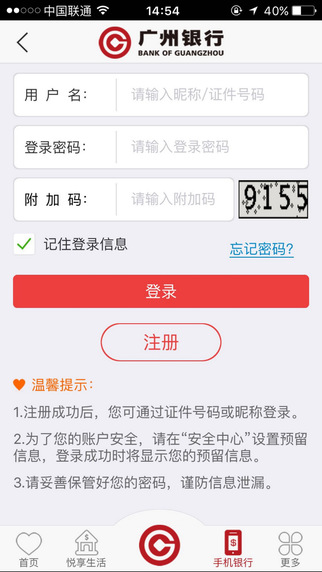 中国联通 14:54 40%
广州银行
BANK OF GUANGZHOU
用 户 名： 请输入昵称/证件号码
登录密码： 请输入登录密码
附 加 码： 请输入附加码 9155
记住登录信息 忘记密码?
登录
注册
温馨提示：
1.注册成功后，您可通过证件号码或昵称登录。
2.为了您的账户安全，请在“安全中心”设置预留
信息，登录成功时将显示您的预留信息。
3.请妥善保管好您的密码，谨防信息泄漏。
首页 悦享生活 手机银行 更多